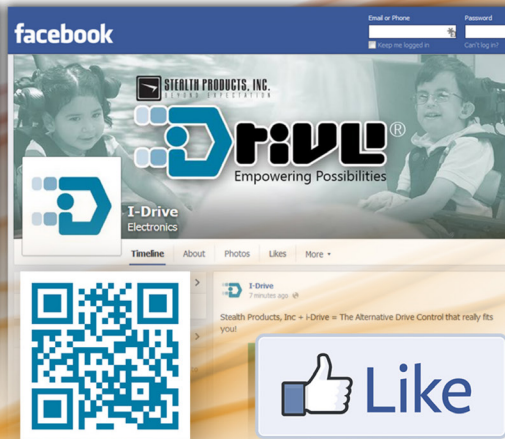 facebook
Email or Phone
Password
Keep me logged in
Can't log in?
STEALTH PRODUCTS, INC.
BEYOND EXPECTATION
i-Drive®
Empowering Possibilities
I-Drive
Electronics
Timeline About Photos Likes More
I-Drive
7 minutes ago
Stealth Products, Inc + i-Drive = The Alternative Drive Control that really fits
you!
Like